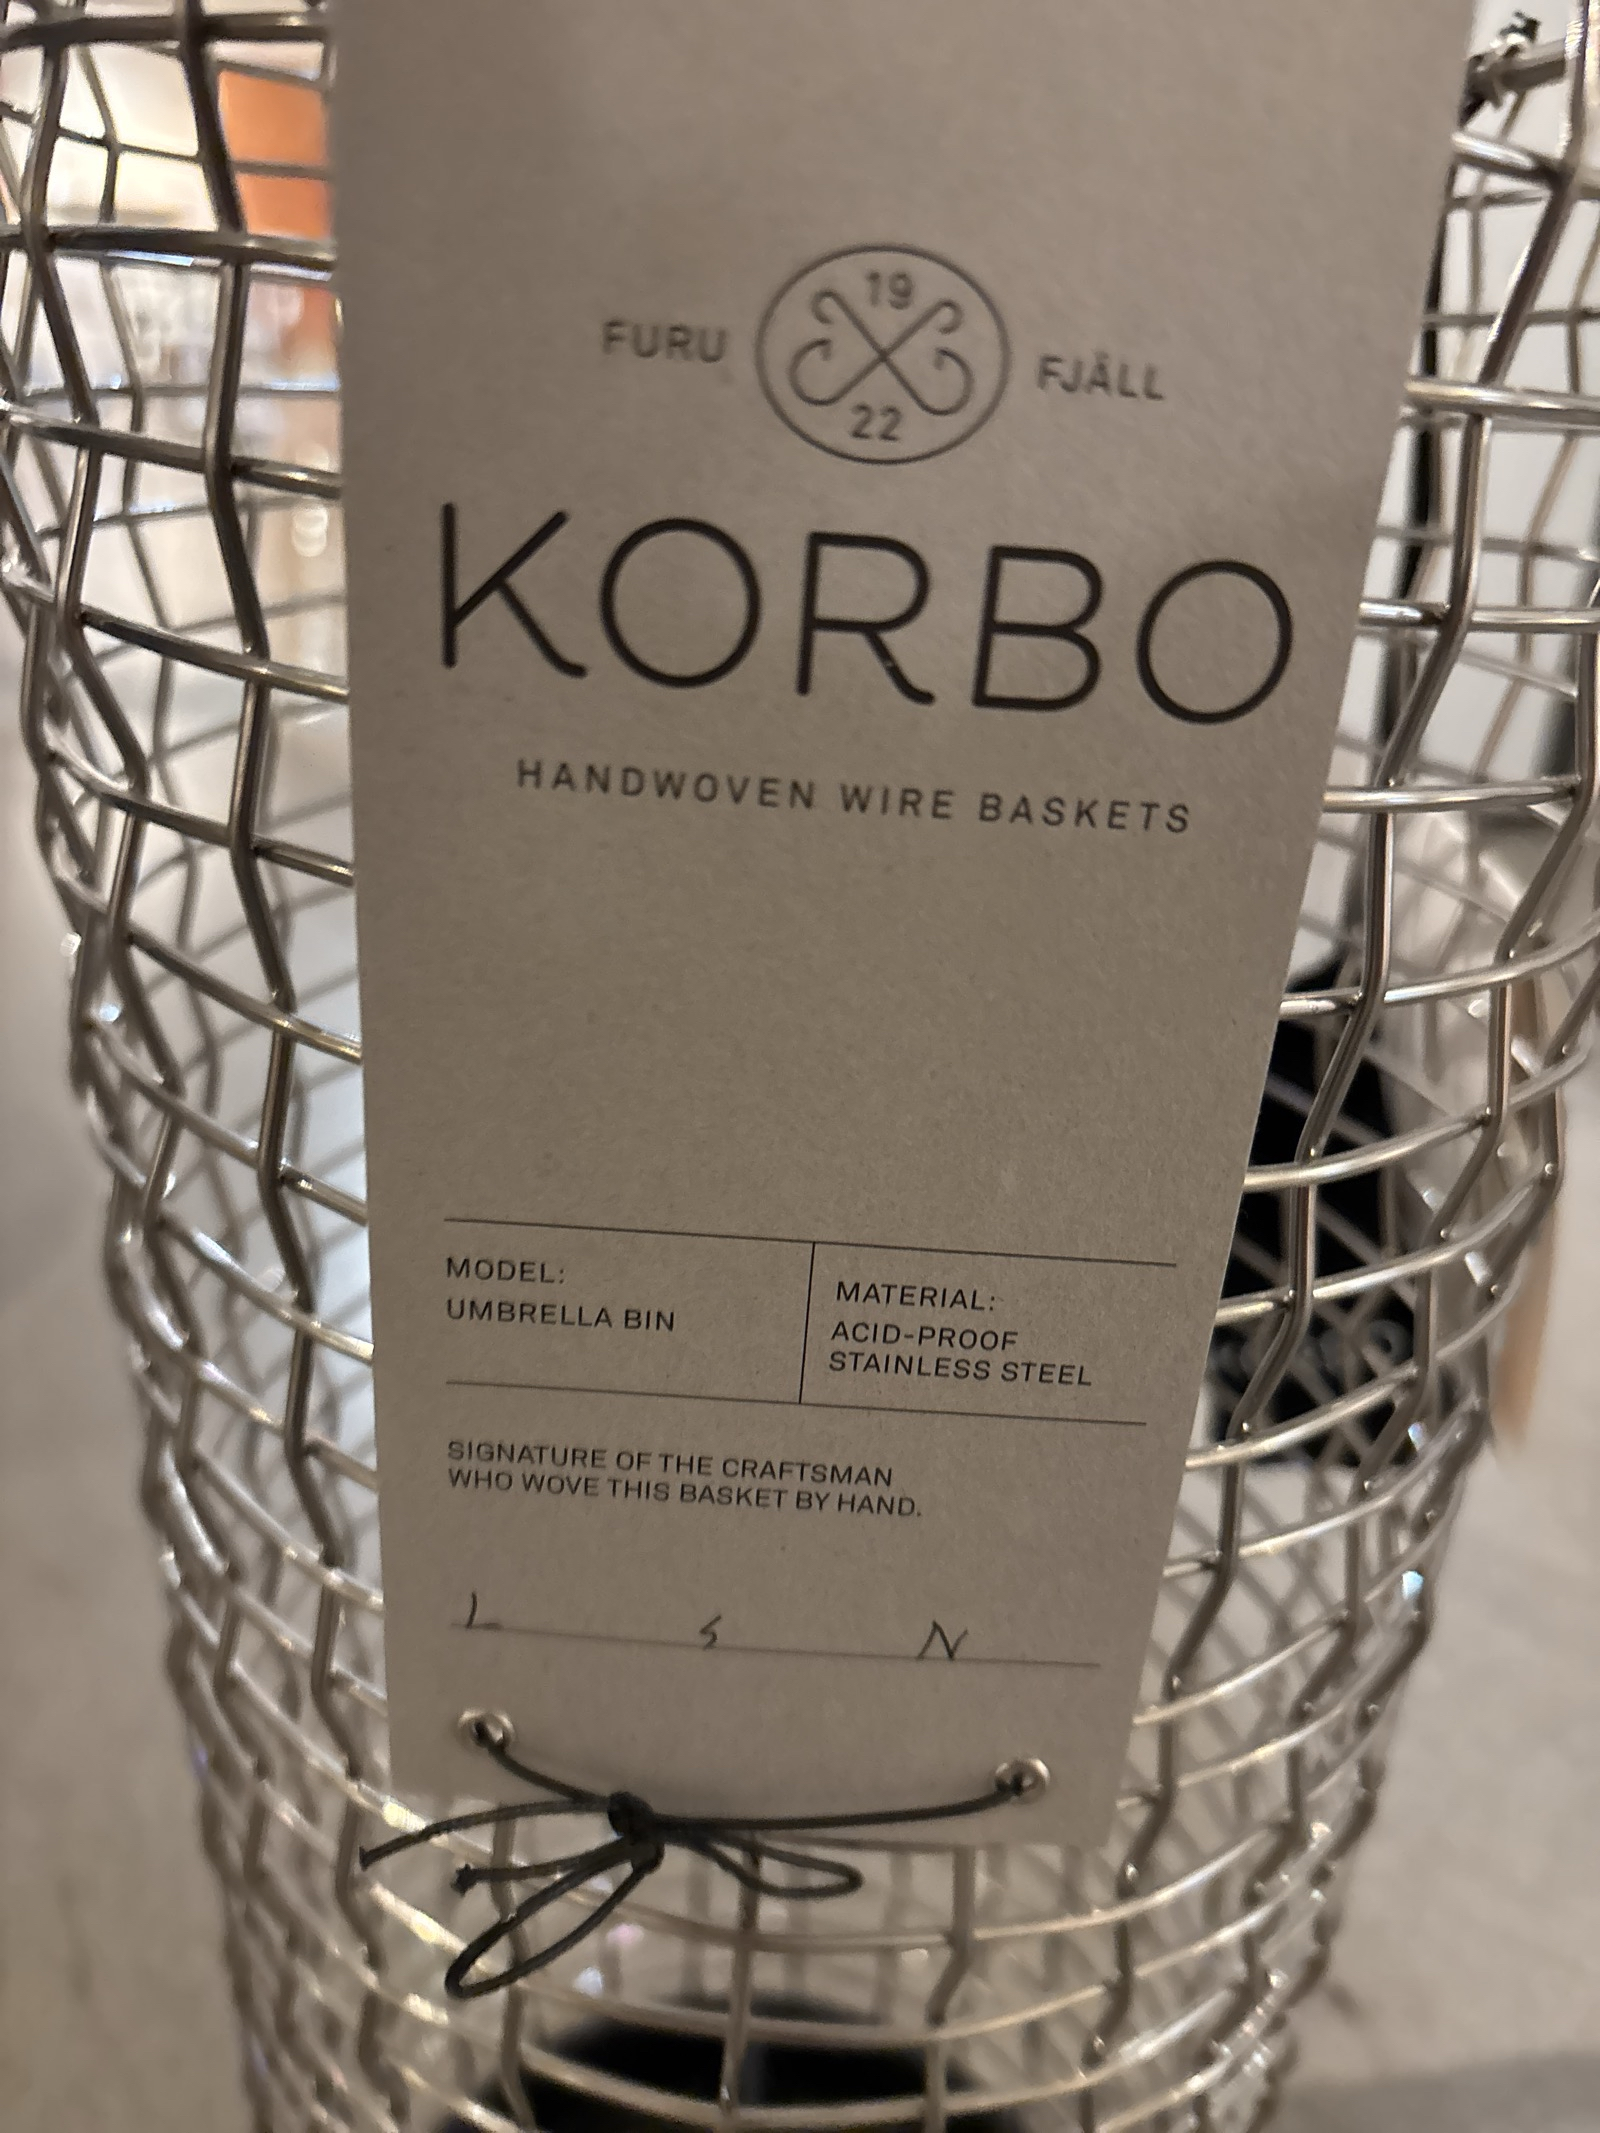 19
FURU FJÄLL
22
KORBO
HANDWOVEN WIRE BASKETS
MODEL:
UMBRELLA BIN
MATERIAL:
ACID-PROOF
STAINLESS STEEL
SIGNATURE OF THE CRAFTSMAN
WHO WOVE THIS BASKET BY HAND.
L S N